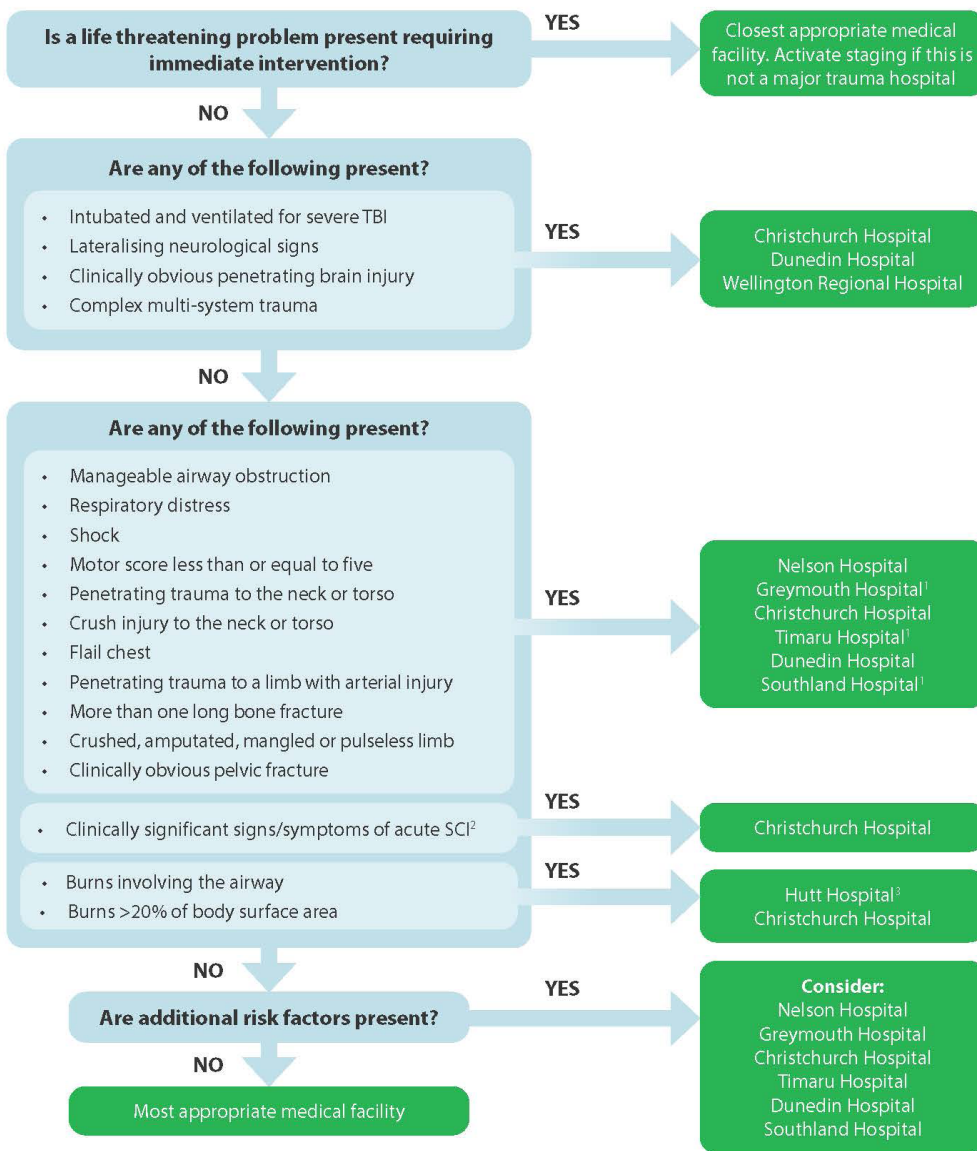 Is a life threatening problem present requiring
immediate intervention?
YES
Closest appropriate medical
facility. Activate staging if this is
not a major trauma hospital
NO
Are any of the following present?
• Intubated and ventilated for severe TBI
• Lateralising neurological signs
• Clinically obvious penetrating brain injury
• Complex multi-system trauma
YES
Christchurch Hospital
Dunedin Hospital
Wellington Regional Hospital
NO
Are any of the following present?
• Manageable airway obstruction
• Respiratory distress
• Shock
• Motor score less than or equal to five
• Penetrating trauma to the neck or torso
• Crush injury to the neck or torso
• Flail chest
• Penetrating trauma to a limb with arterial injury
• More than one long bone fracture
• Crushed, amputated, mangled or pulseless limb
• Clinically obvious pelvic fracture
YES
Nelson Hospital
Greymouth Hospital¹
Christchurch Hospital
Timaru Hospital¹
Dunedin Hospital
Southland Hospital¹
• Clinically significant signs/symptoms of acute SCI²
YES
Christchurch Hospital
• Burns involving the airway
• Burns >20% of body surface area
YES
Hutt Hospital³
Christchurch Hospital
NO
Are additional risk factors present?
YES
Consider:
Nelson Hospital
Greymouth Hospital
Christchurch Hospital
Timaru Hospital
Dunedin Hospital
Southland Hospital
NO
Most appropriate medical facility